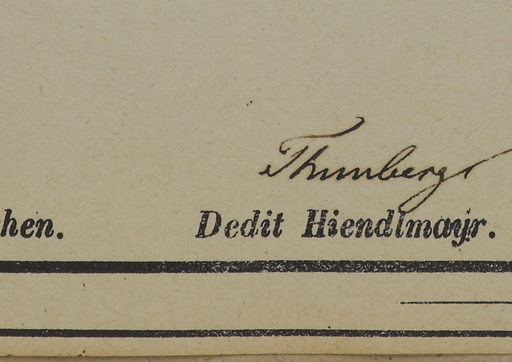 Thunberg
hen. Dedit Hiendlmayr.